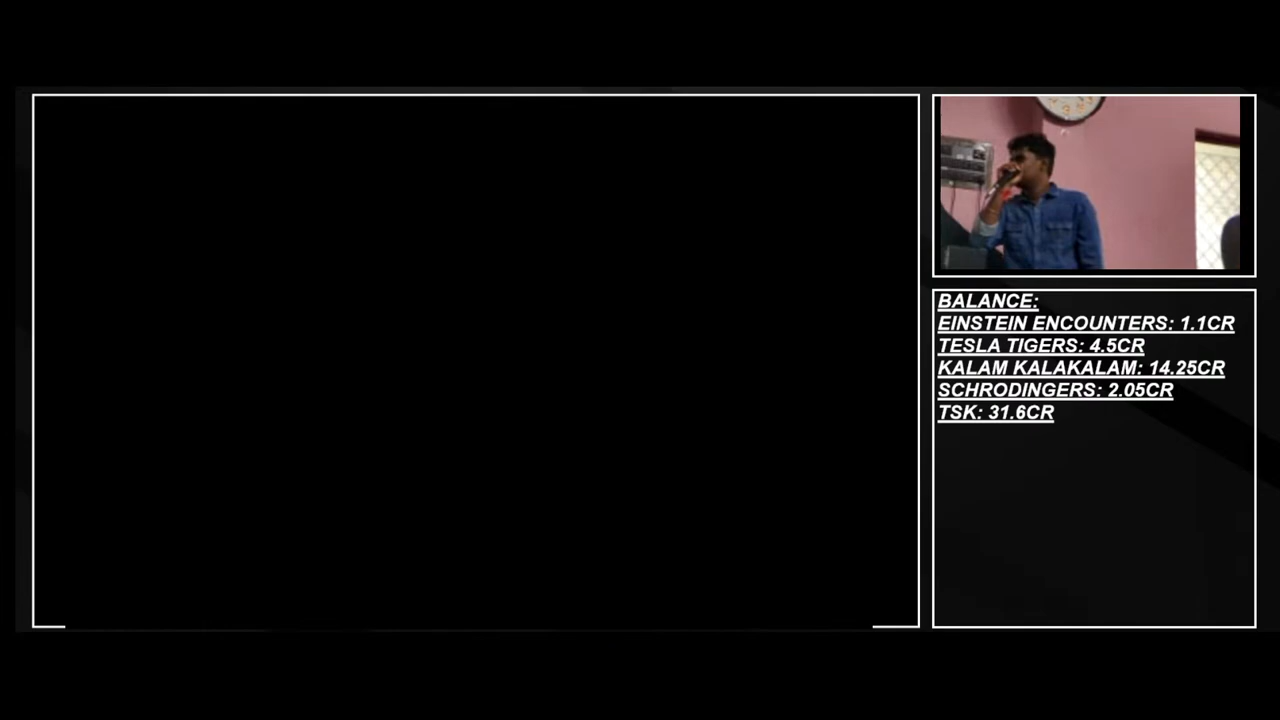 BALANCE:
EINSTEIN ENCOUNTERS: 1.1CR
TESLA TIGERS: 4.5CR
KALAM KALAKALAM: 14.25CR
SCHRODINGERS: 2.05CR
TSK: 31.6CR